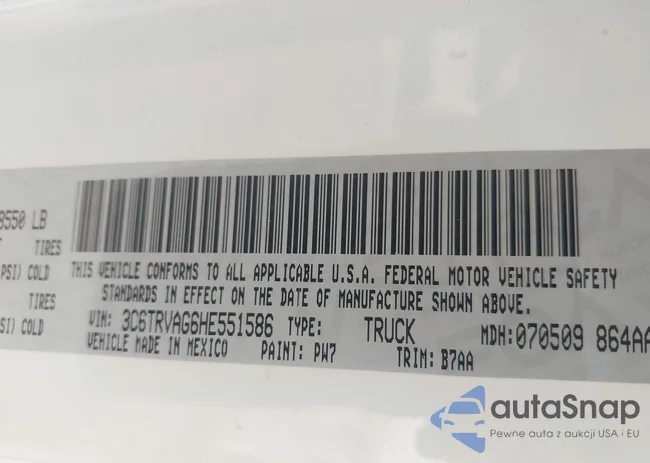 8550 LB
TIRES
PSI) COLD
TIRES
SI) COLD
THIS VEHICLE CONFORMS TO ALL APPLICABLE U.S.A. FEDERAL MOTOR VEHICLE SAFETY
STANDARDS IN EFFECT ON THE DATE OF MANUFACTURE SHOWN ABOVE.
VIN: 3C6TRVAG6HE551586 TYPE: TRUCK MDH:070509 864AA
VEHICLE MADE IN MEXICO PAINT: PW7 TRIM: B7AA
autaSnap
Pewne auta z aukcji USA i EU